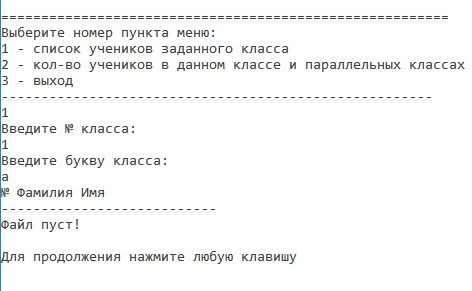 ========================================================
Выберите номер пункта меню:
1 - список учеников заданного класса
2 - кол-во учеников в данном классе и параллельных классах
3 - выход
------------------------------------------------------
1
Введите № класса:
1
Введите букву класса:
а
№ Фамилия Имя
---------------------------
Файл пуст!
Для продолжения нажмите любую клавишу